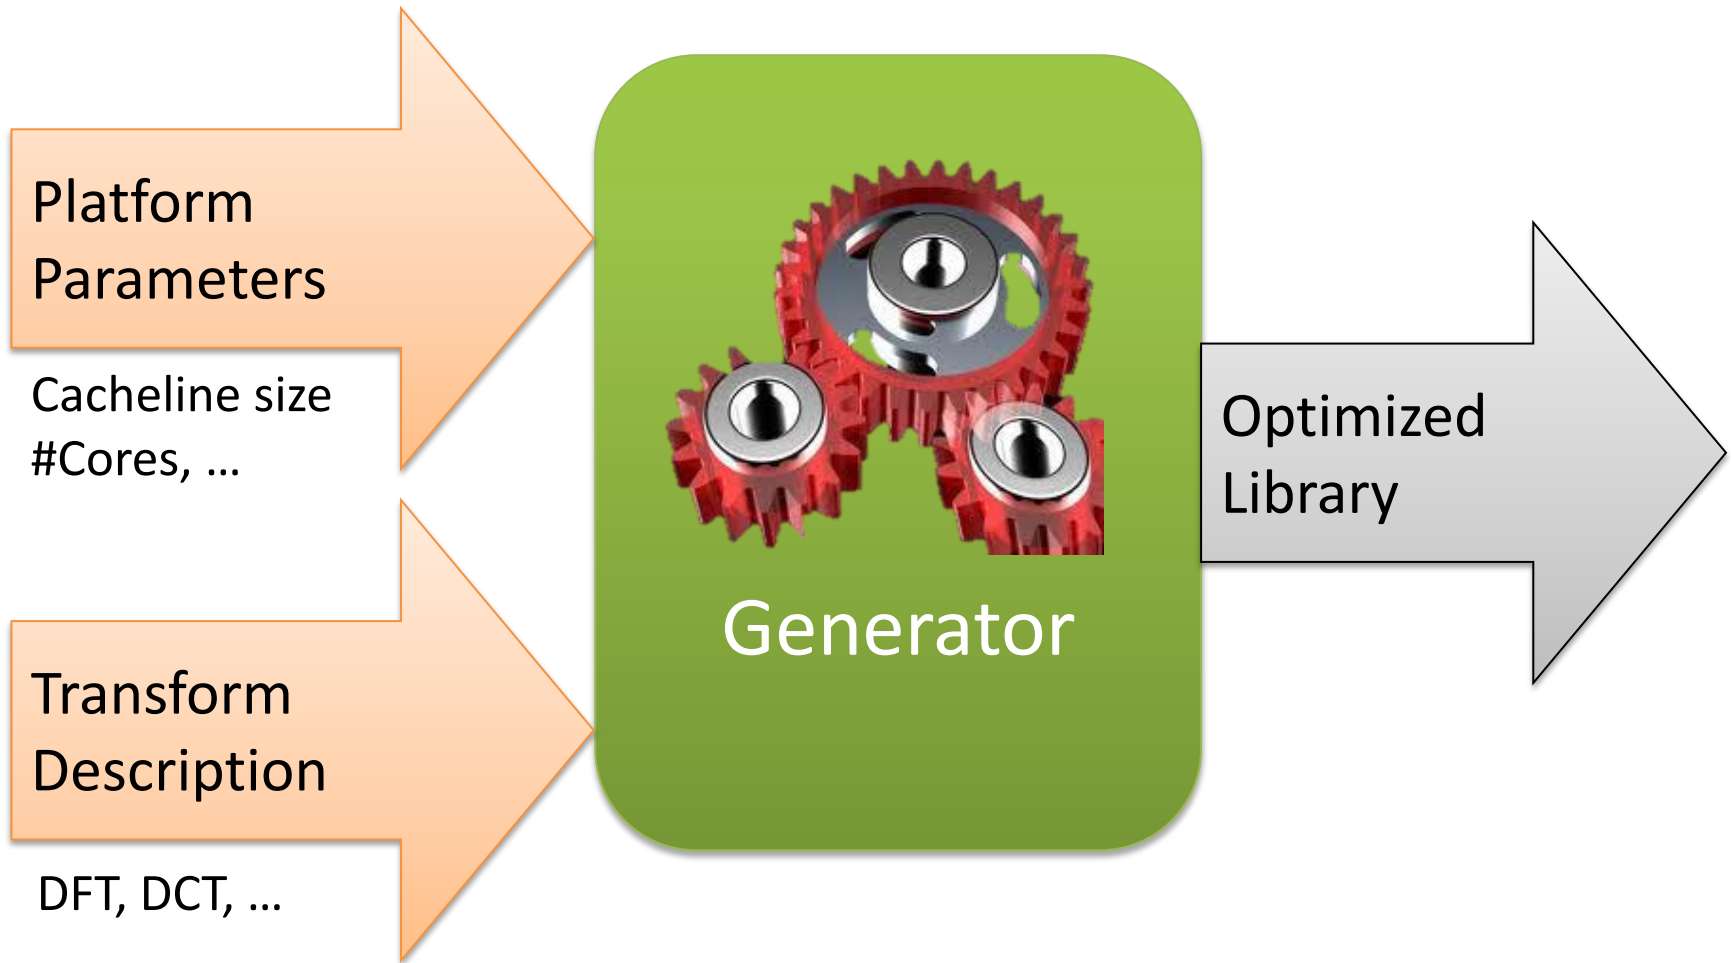 Platform
Parameters
Cacheline size
#Cores, ...
Transform
Description
DFT, DCT, ...
Generator
Optimized
Library